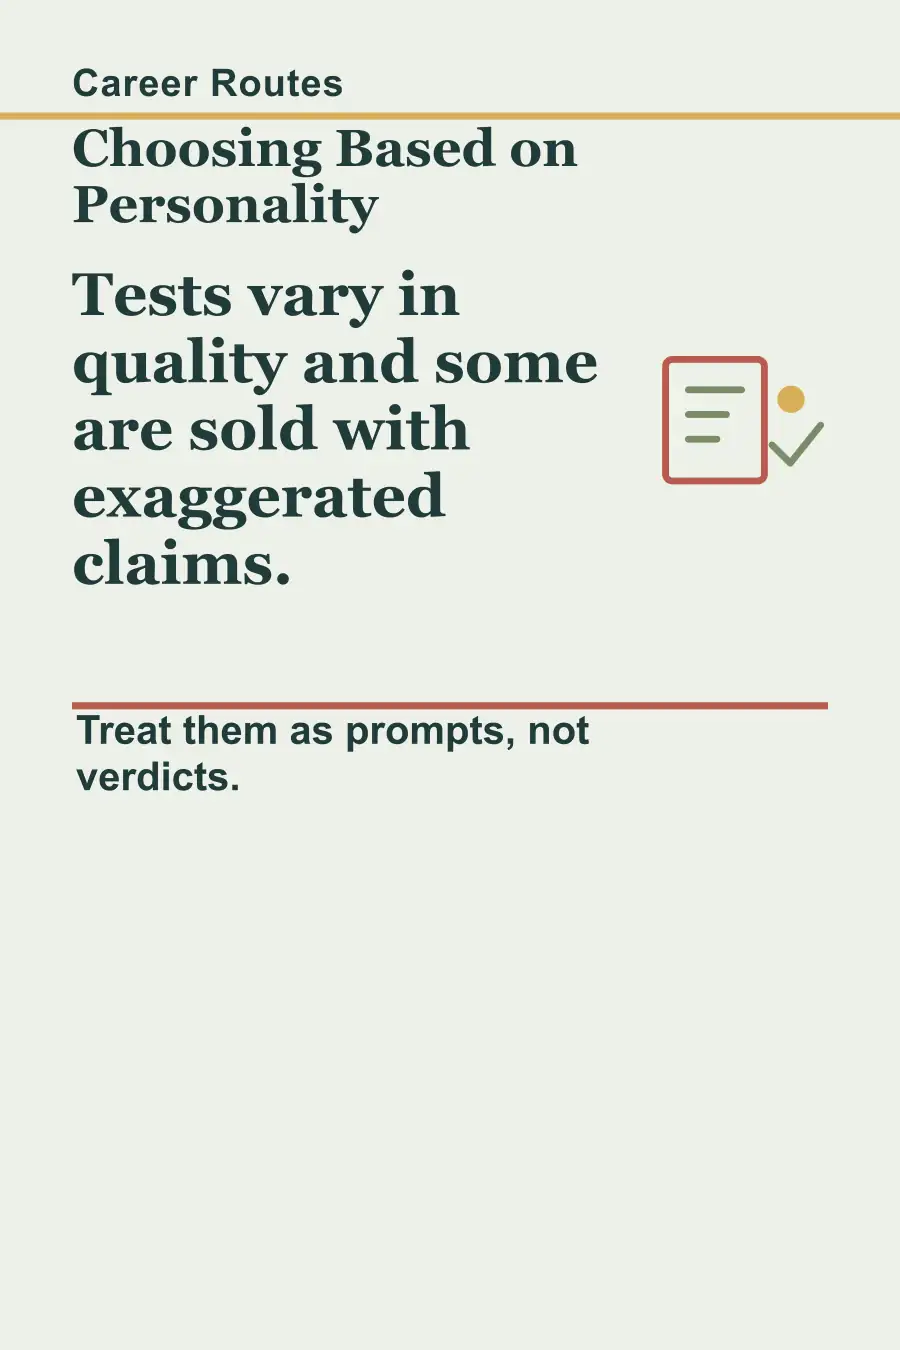 Career Routes
Choosing Based on
Personality
Tests vary in
quality and some
are sold with
exaggerated
claims.
Treat them as prompts, not
verdicts.